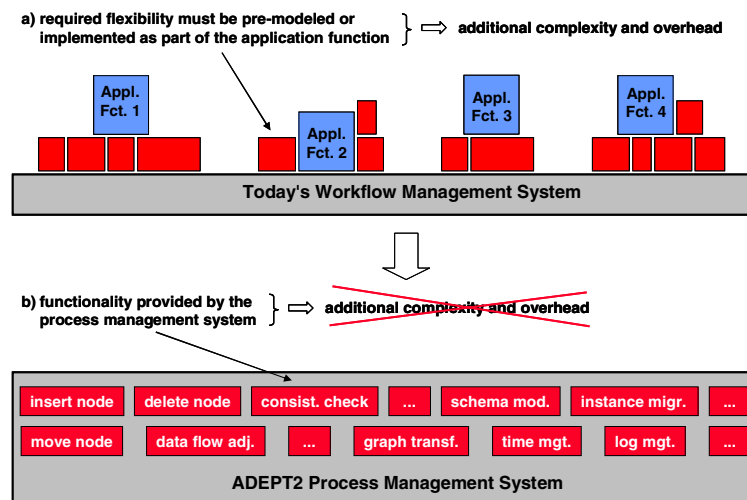 a) required flexibility must be pre-modeled or
implemented as part of the application function
additional complexity and overhead
Appl.
Fct. 1
Appl.
Fct. 2
Appl.
Fct. 3
Appl.
Fct. 4
Today's Workflow Management System
b) functionality provided by the
process management system
additional complexity and overhead
insert node delete node consist. check ... schema mod. instance migr. ...
move node data flow adj. ... graph transf. time mgt. log mgt. ...
ADEPT2 Process Management System